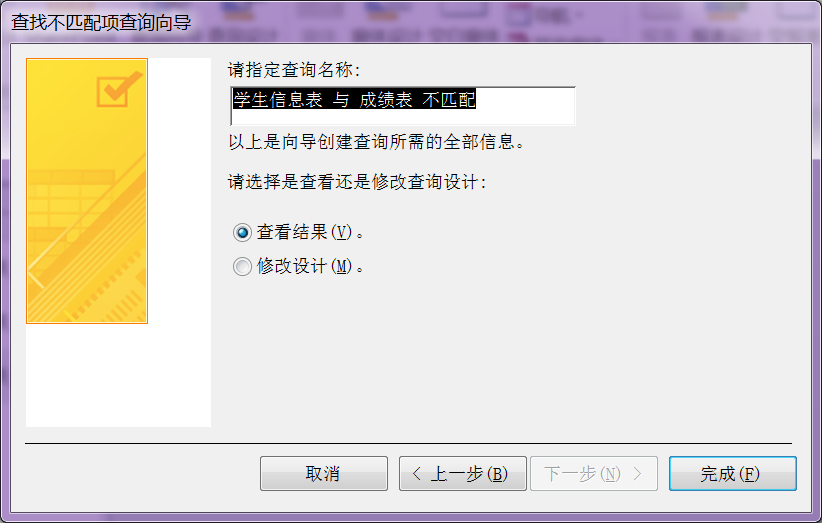 查找不匹配项查询向导
请指定查询名称:
学生信息表 与 成绩表 不匹配
以上是向导创建查询所需的全部信息。
请选择是查看还是修改查询设计:
查看结果(V)。
修改设计(M)。
取消
< 上一步(B)
下一步(N) >
完成(F)